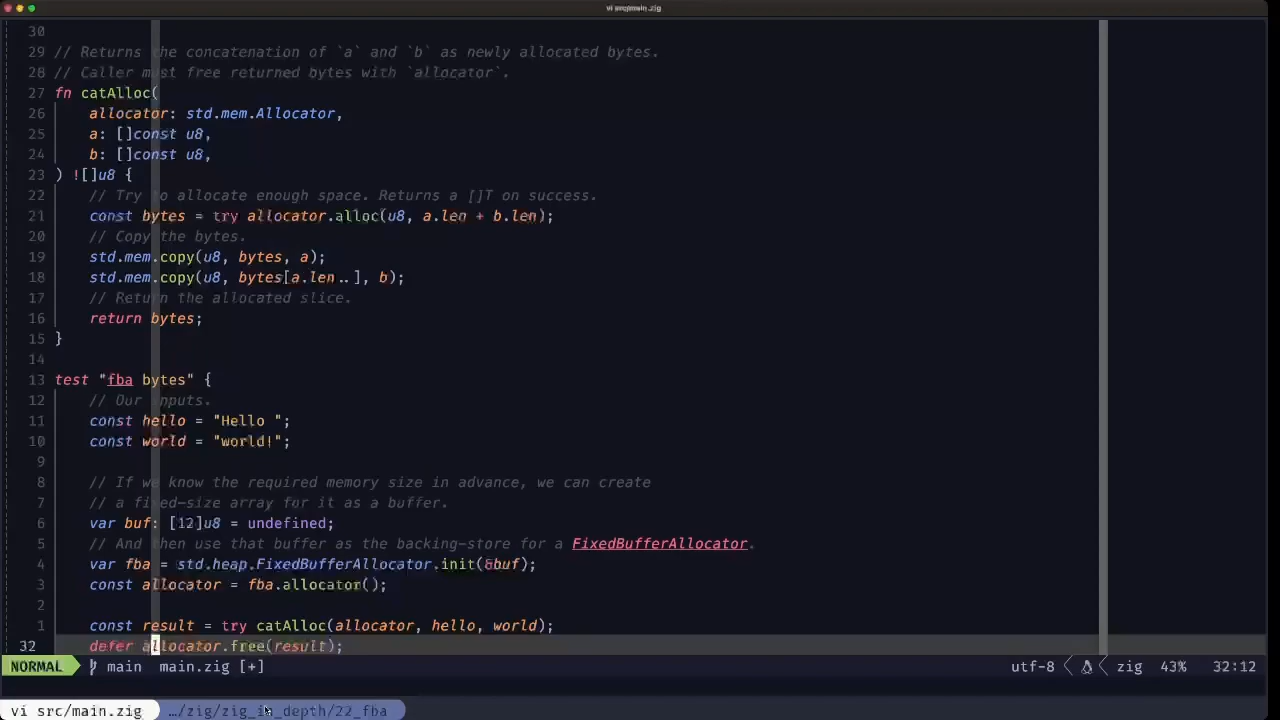 vi src/main.zig
30
29 // Returns the concatenation of `a` and `b` as newly allocated bytes.
28 // Caller must free returned bytes with `allocator`.
27 fn catAlloc(
26     allocator: std.mem.Allocator,
25     a: []const u8,
24     b: []const u8,
23 ) ![]u8 {
22     // Try to allocate enough space. Returns a []T on success.
21     const bytes = try allocator.alloc(u8, a.len + b.len);
20     // Copy the bytes.
19     std.mem.copy(u8, bytes, a);
18     std.mem.copy(u8, bytes[a.len..], b);
17     // Return the allocated slice.
16     return bytes;
15 }
14
13 test "fba bytes" {
12     // Our inputs.
11     const hello = "Hello ";
10     const world = "world!";
9
8     // If we know the required memory size in advance, we can create
7     // a fixed-size array for it as a buffer.
6     var buf: [12]u8 = undefined;
5     // And then use that buffer as the backing-store for a FixedBufferAllocator.
4     var fba = std.heap.FixedBufferAllocator.init(&buf);
3     const allocator = fba.allocator();
2
1     const result = try catAlloc(allocator, hello, world);
32     defer allocator.free(result);
NORMAL main main.zig [+] utf-8 zig 43% 32:12
vi src/main.zig …/zig/zig_in_depth/22_fba